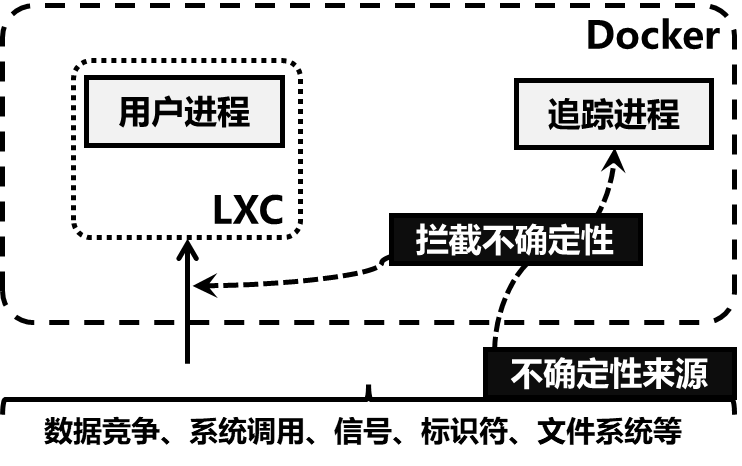 Docker
用户进程
追踪进程
LXC
拦截不确定性
不确定性来源
数据竞争、系统调用、信号、标识符、文件系统等